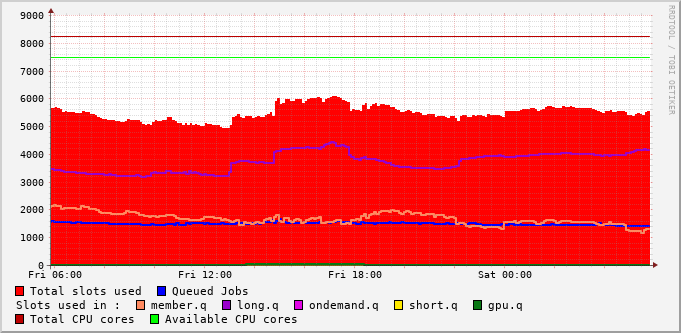 RRDTOOL / TOBI OETIKER
9000
8000
7000
6000
5000
4000
3000
2000
1000
0
Fri 06:00 Fri 12:00 Fri 18:00 Sat 00:00
Total slots used Queued Jobs
Slots used in : member.q long.q ondemand.q short.q gpu.q
Total CPU cores Available CPU cores